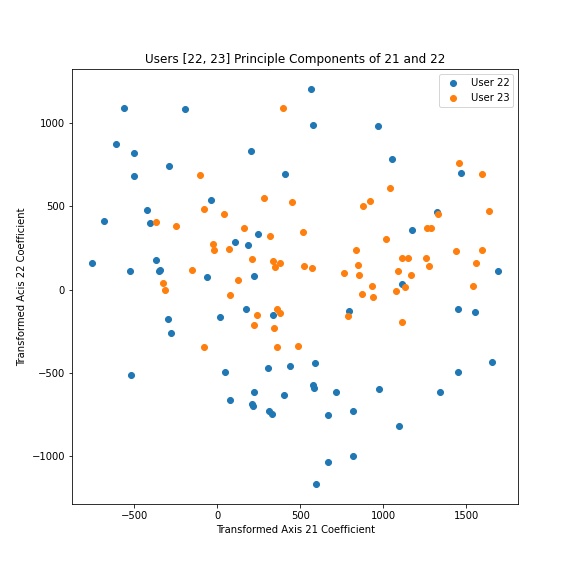 Users [22, 23] Principle Components of 21 and 22
User 22
User 23
Transformed Acis 22 Coefficient
1000
500
0
−500
−1000
−500
0
500
1000
1500
Transformed Axis 21 Coefficient